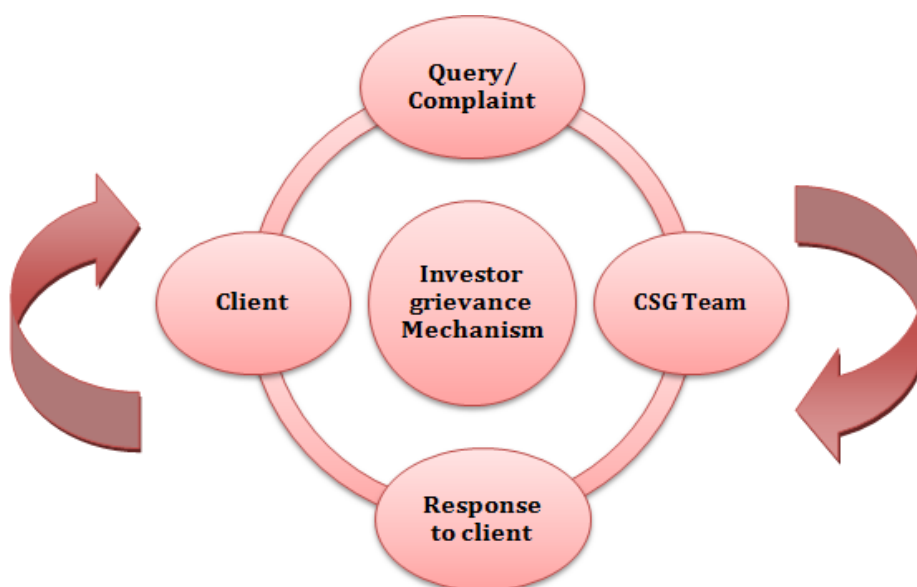 Query/
Complaint
Client
Investor
grievance
Mechanism
CSG Team
Response
to client